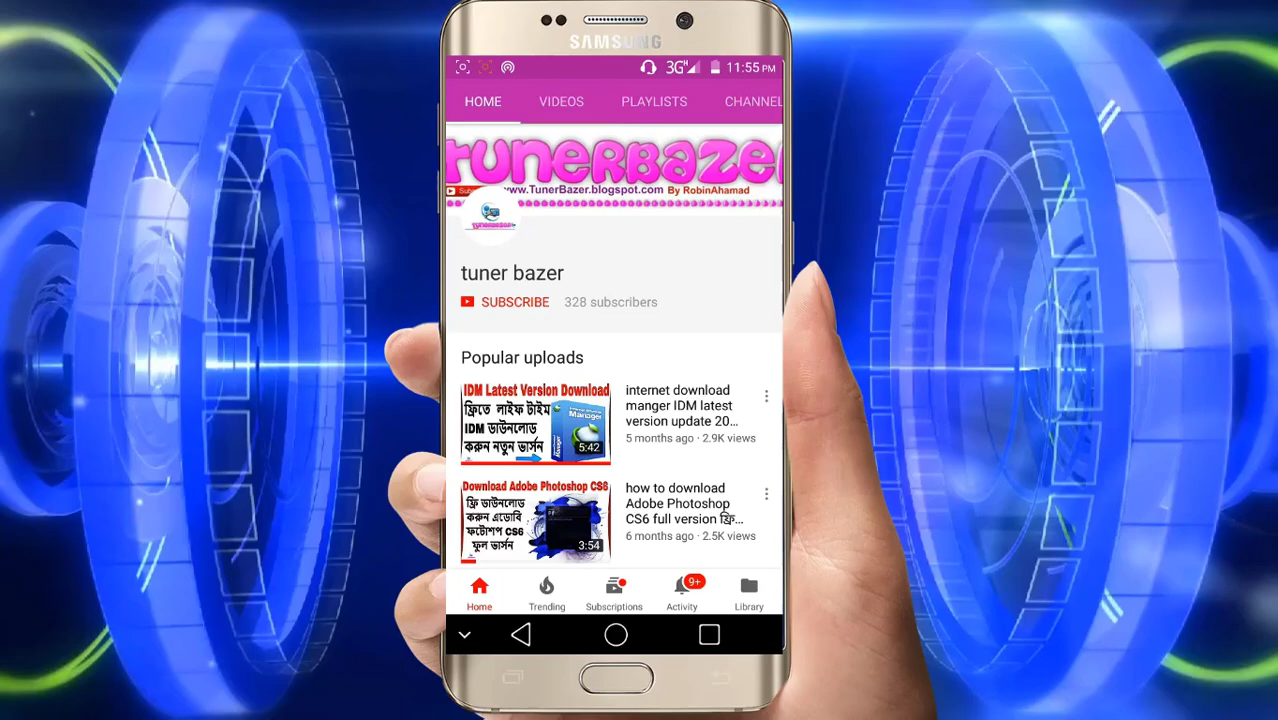 SAMSUNG
3G H 11:55 PM
HOME VIDEOS PLAYLISTS CHANNEL
TUNERBAZER
www.TunerBazer.blogspot.com By RobinAhamad
tunerbazer
tuner bazer
SUBSCRIBE 328 subscribers
Popular uploads
IDM Latest Version Download
ফ্রিতে লাইফ টাইম
IDM ডাউনলোড
করুন নতুন ভার্সন
Manager
5:42
internet download
manger IDM latest
version update 20...
5 months ago · 2.9K views
Download Adobe Photoshop CS6
ফ্রি ডাউনলোড
করুন এডোবি
ফটোশপ CS6
ফুল ভার্সন
3:54
how to download
Adobe Photoshop
CS6 full version ফ্রি...
6 months ago · 2.5K views
9+
Home Trending Subscriptions Activity Library